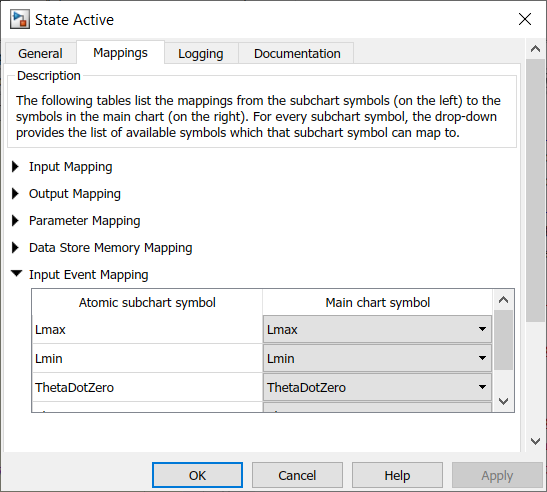 State Active
General Mappings Logging Documentation
Description
The following tables list the mappings from the subchart symbols (on the left) to the
symbols in the main chart (on the right). For every subchart symbol, the drop-down
provides the list of available symbols which that subchart symbol can map to.
Input Mapping
Output Mapping
Parameter Mapping
Data Store Memory Mapping
Input Event Mapping
Atomic subchart symbol Main chart symbol
Lmax Lmax
Lmin Lmin
ThetaDotZero ThetaDotZero
OK Cancel Help Apply